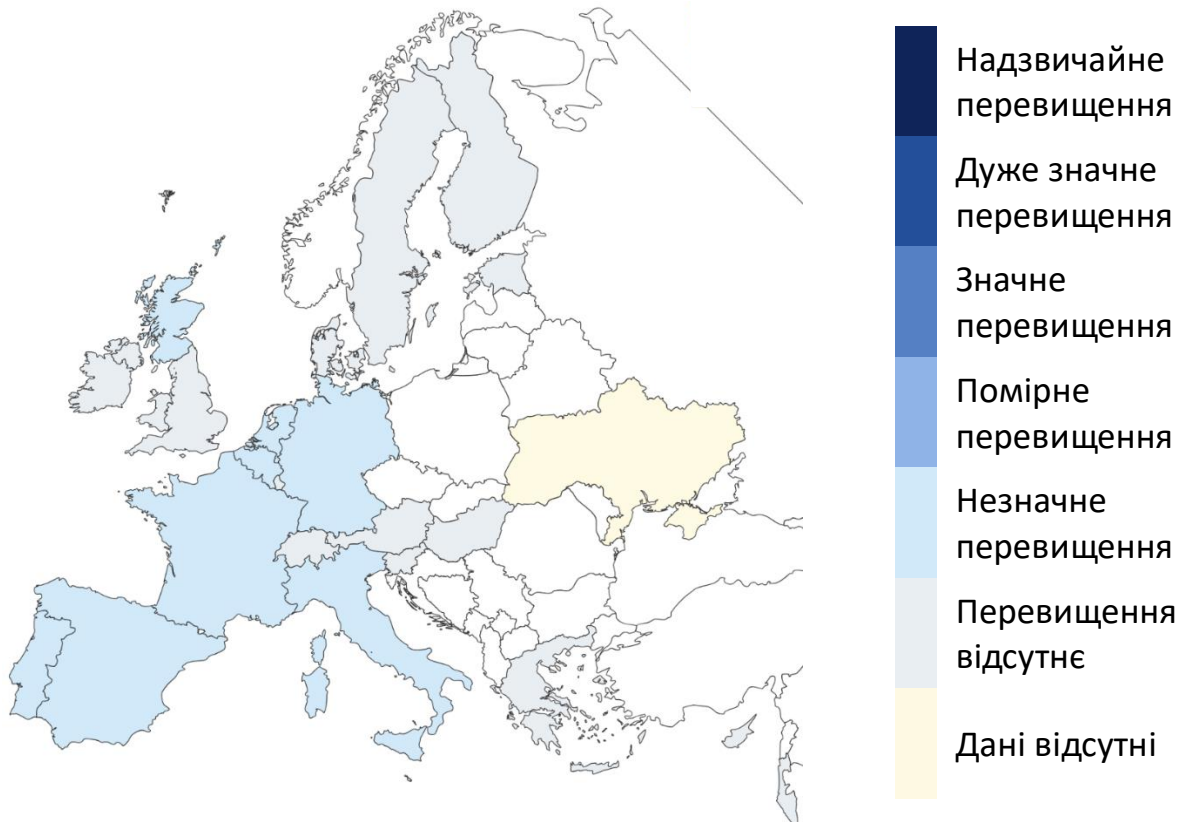 Надзвичайне
перевищення
Дуже значне
перевищення
Значне
перевищення
Помірне
перевищення
Незначне
перевищення
Перевищення
відсутнє
Дані відсутні